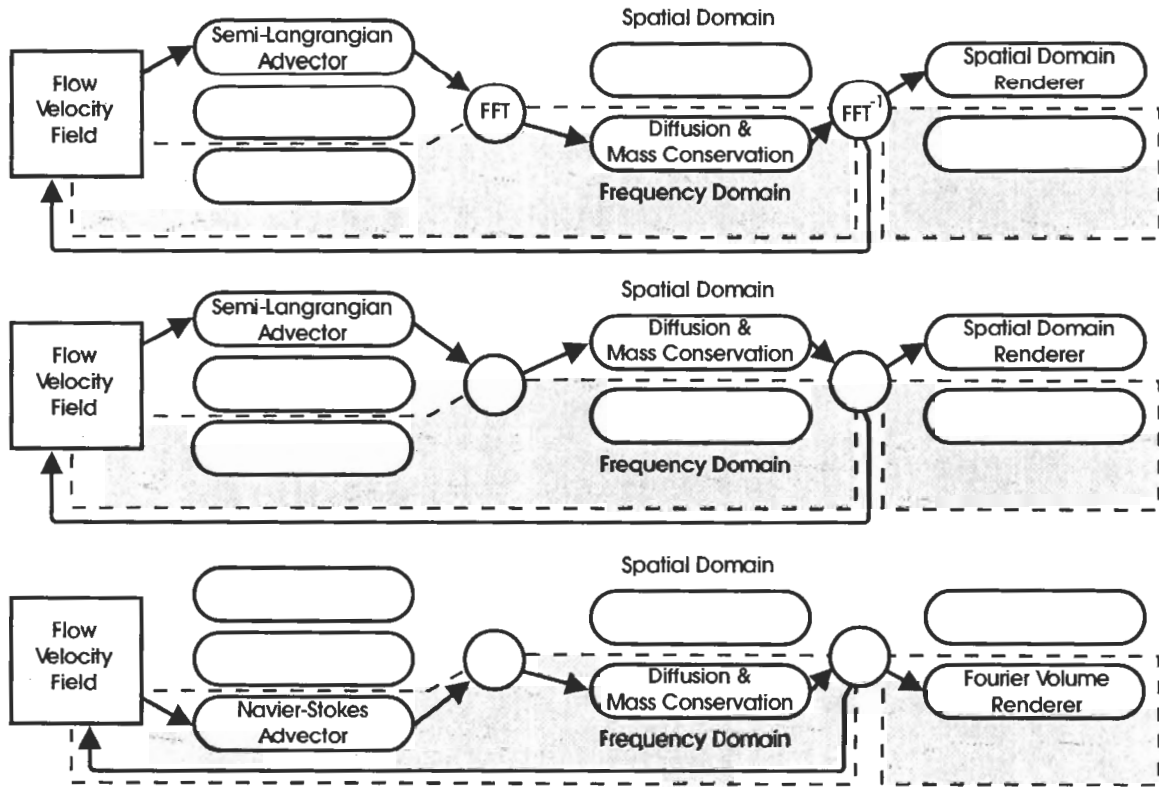 Spatial Domain
Semi-Langrangian
Advector
Flow
Velocity
Field
FFT
FFT-1
Spatial Domain
Renderer
Diffusion &
Mass Conservation
Frequency Domain
Spatial Domain
Semi-Langrangian
Advector
Flow
Velocity
Field
Diffusion &
Mass Conservation
Spatial Domain
Renderer
Frequency Domain
Spatial Domain
Flow
Velocity
Field
Navier-Stokes
Advector
Diffusion &
Mass Conservation
Fourier Volume
Renderer
Frequency Domain